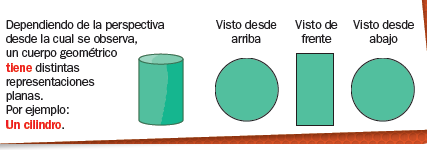 Dependiendo de la perspectiva
desde la cual se observa,
un cuerpo geométrico
tiene distintas
representaciones
planas.
Por ejemplo:
Un cilindro.
Visto desde
arriba
Visto de
frente
Visto desde
abajo